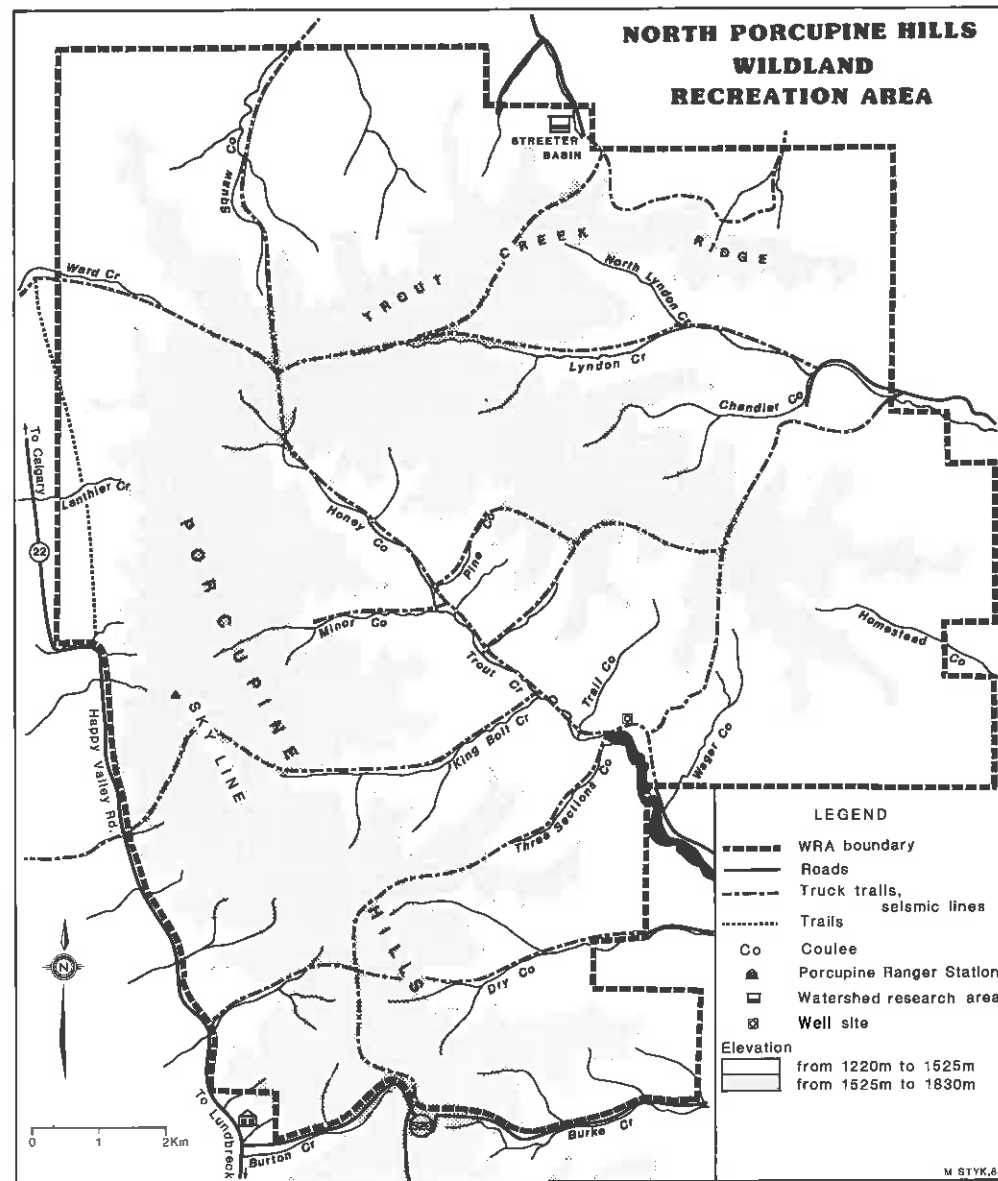 NORTH PORCUPINE HILLS
WILDLAND
RECREATION AREA
STREETER
BASIN
Squaw Co
Ward Cr
TROUT CREEK RIDGE
North Lyndon Cr
Lyndon Cr
Chandler Co
To Calgary
22
Lanthier Cr
Honey Co
Pine Co
PORCUPINE HILLS
Minor Co
Homestead Co
Trout Cr
Trail Co
SKY LINE
King Bolt Cr
Wager Co
Happy Valley Rd.
Three Sections Co
Dry Co
To Lundbreck
Burton Cr
520
Burke Cr
N
0 1 2Km
LEGEND
WRA boundary
Roads
Truck trails,
seismic lines
Trails
Co Coulee
Porcupine Ranger Station
Watershed research area
Well site
Elevation
from 1220m to 1525m
from 1525m to 1830m
M STYK,8